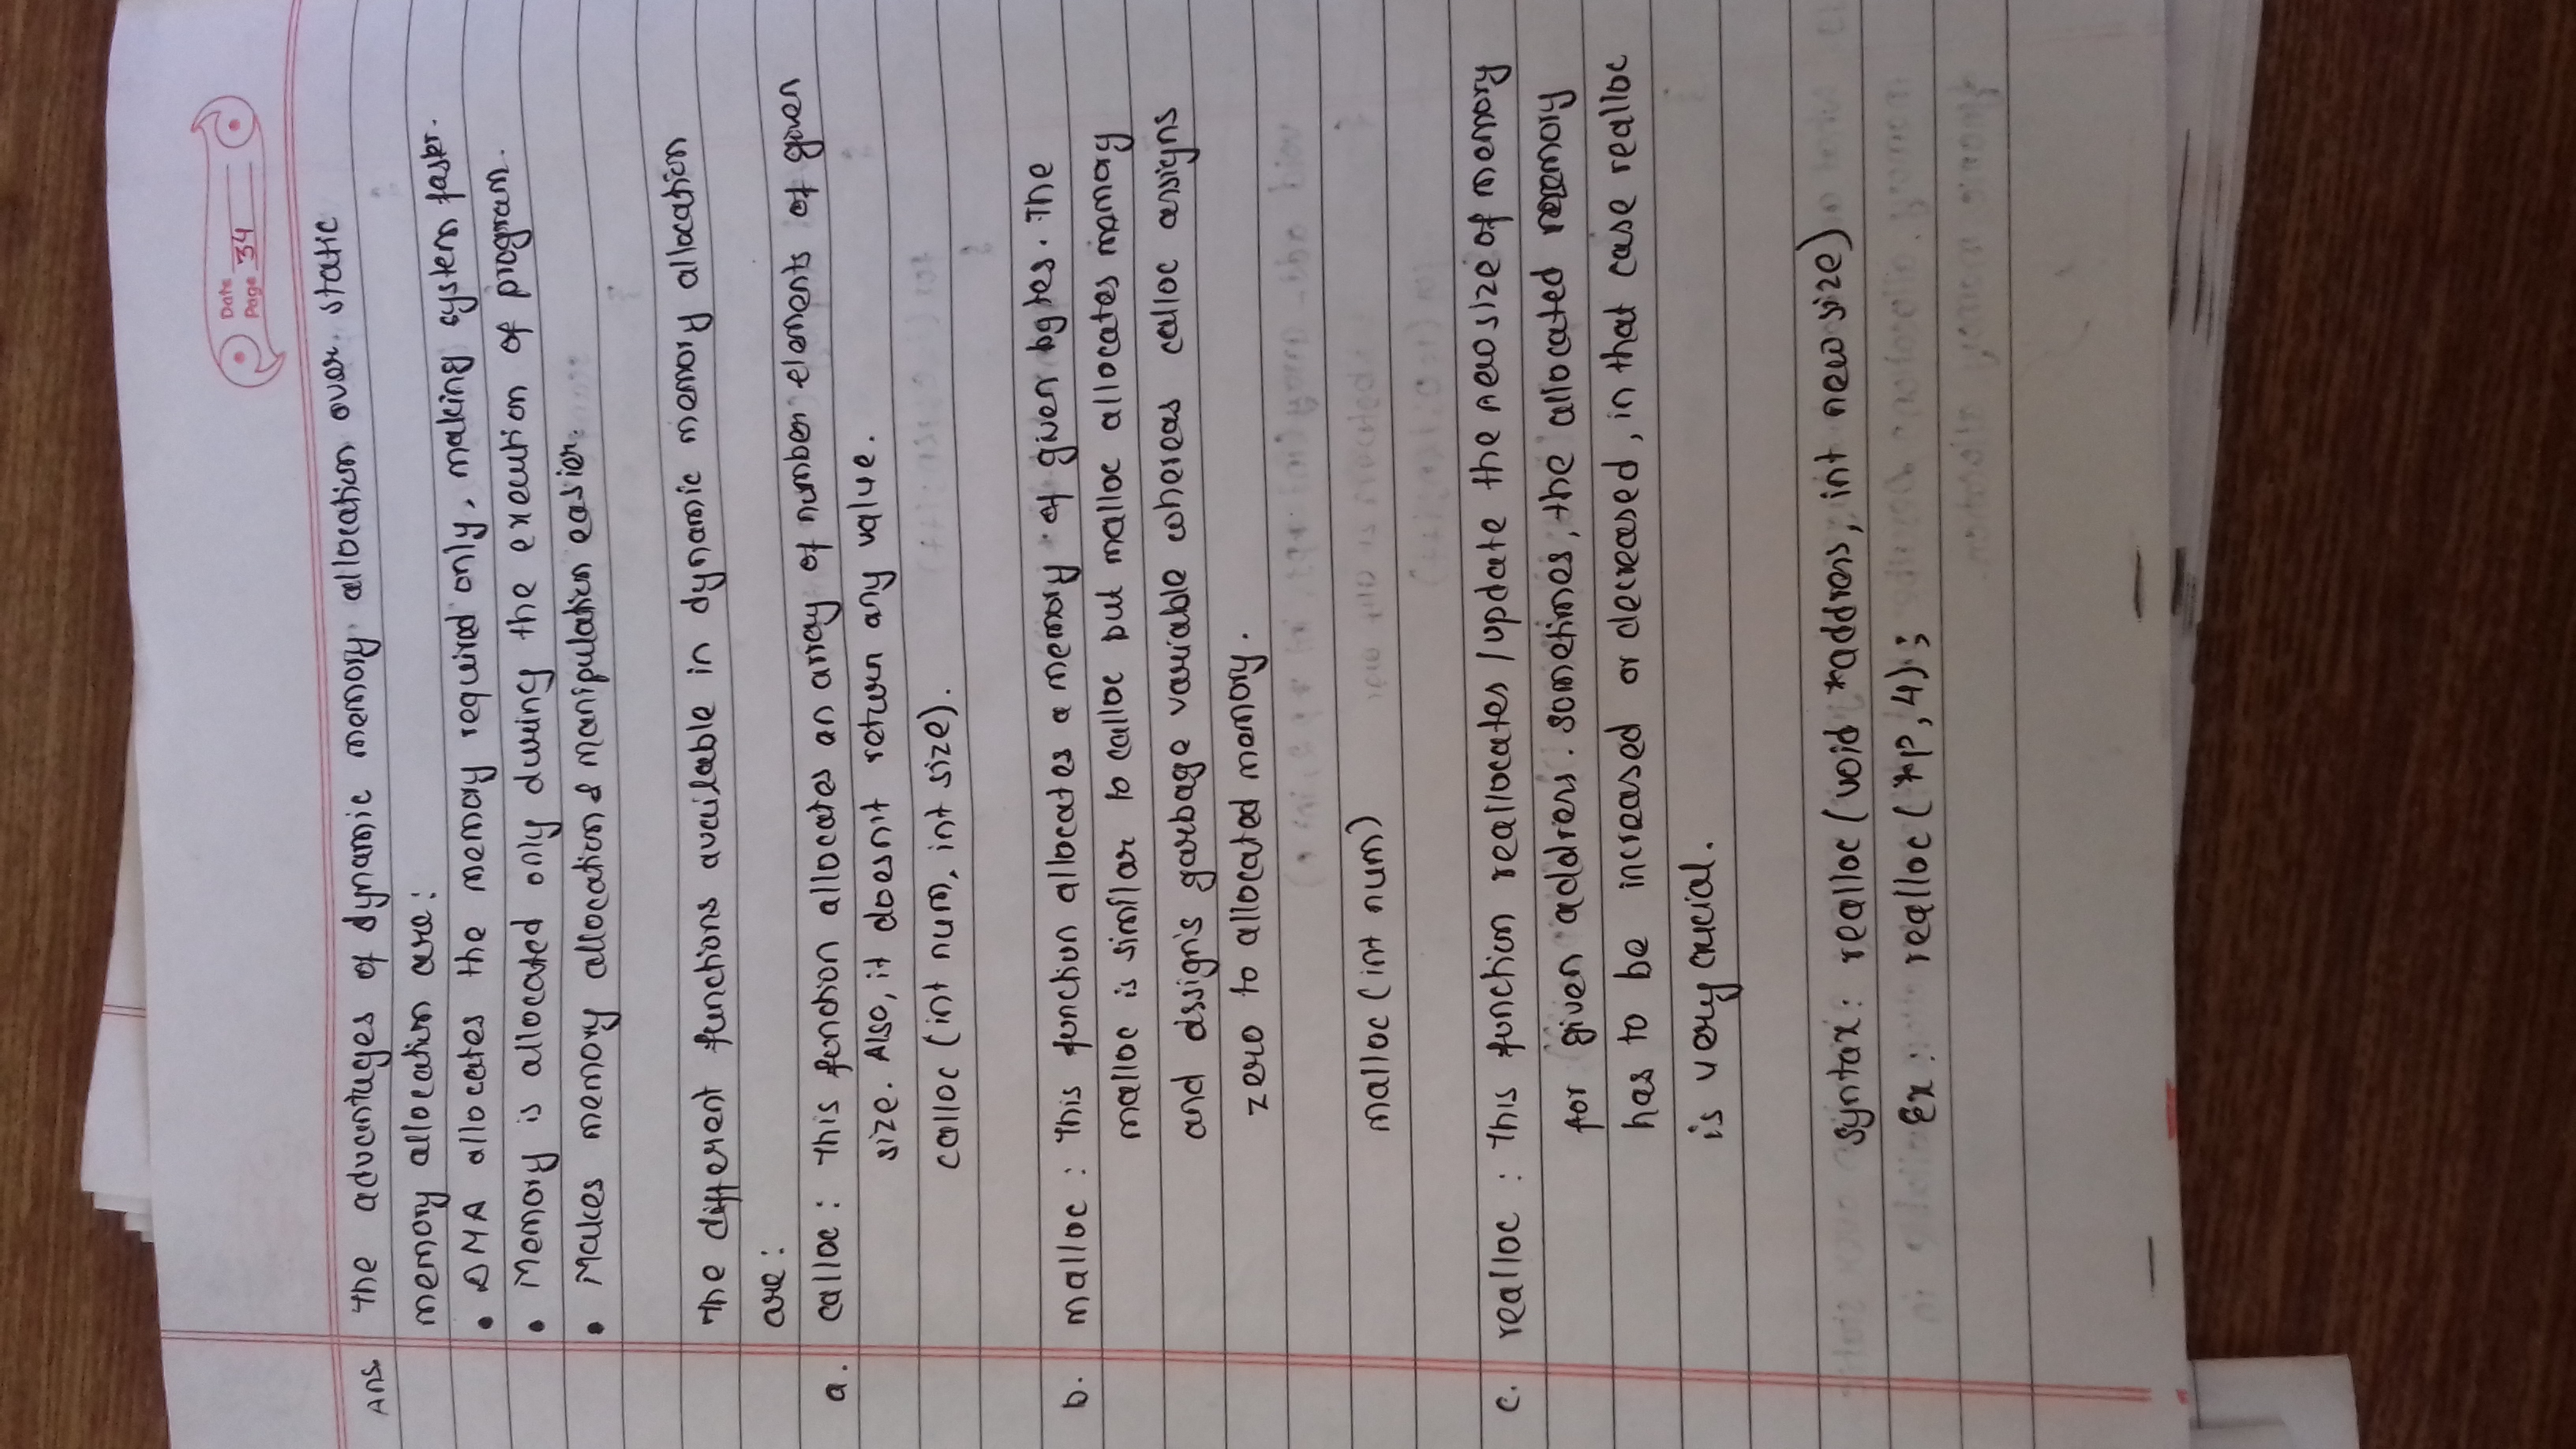 Date
Page 34
Ans. The advantages of dynamic memory allocation over static
memory allocation are:
• DMA allocates the memory required only, making system faster.
• Memory is allocated only during the execution of program.
• Makes memory allocation & manipulation easier.
The different functions available in dynamic memory allocation
are:
a. calloc: This function allocates an array of number elements of given
size. Also, it doesn't return any value.
calloc (int num, int size).
b. malloc: This function allocates a memory of given bytes. The
malloc is similar to calloc but malloc allocates memory
and assign's garbage variable whereas calloc assigns
zero to allocated memory.
malloc (int num)
c. realloc: This function reallocates / update the new size of memory
for given address. sometimes, the allocated memory
has to be increased or decreased, in that case realloc
is very crucial.
syntax: realloc (void *address, int new size)
Ex: realloc (*p, 4);